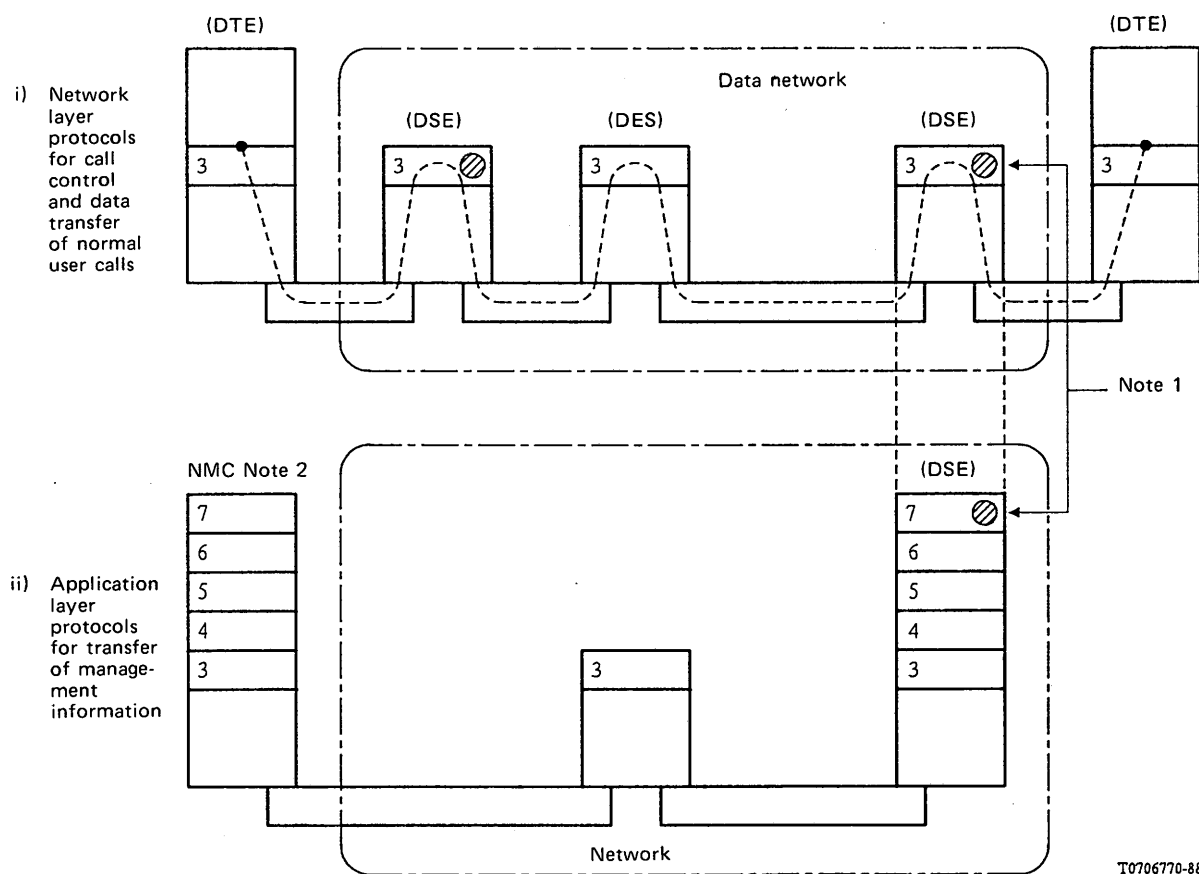 (DTE)
(DTE)
i) Network
layer
protocols
for call
control
and data
transfer
of normal
user calls
Data network
(DSE)
(DES)
(DSE)
3
3
3
3
3
Note 1
NMC Note 2
(DSE)
7
6
5
4
3
ii) Application
layer
protocols
for transfer
of manage-
ment
information
3
7
6
5
4
3
Network
T0706770-88